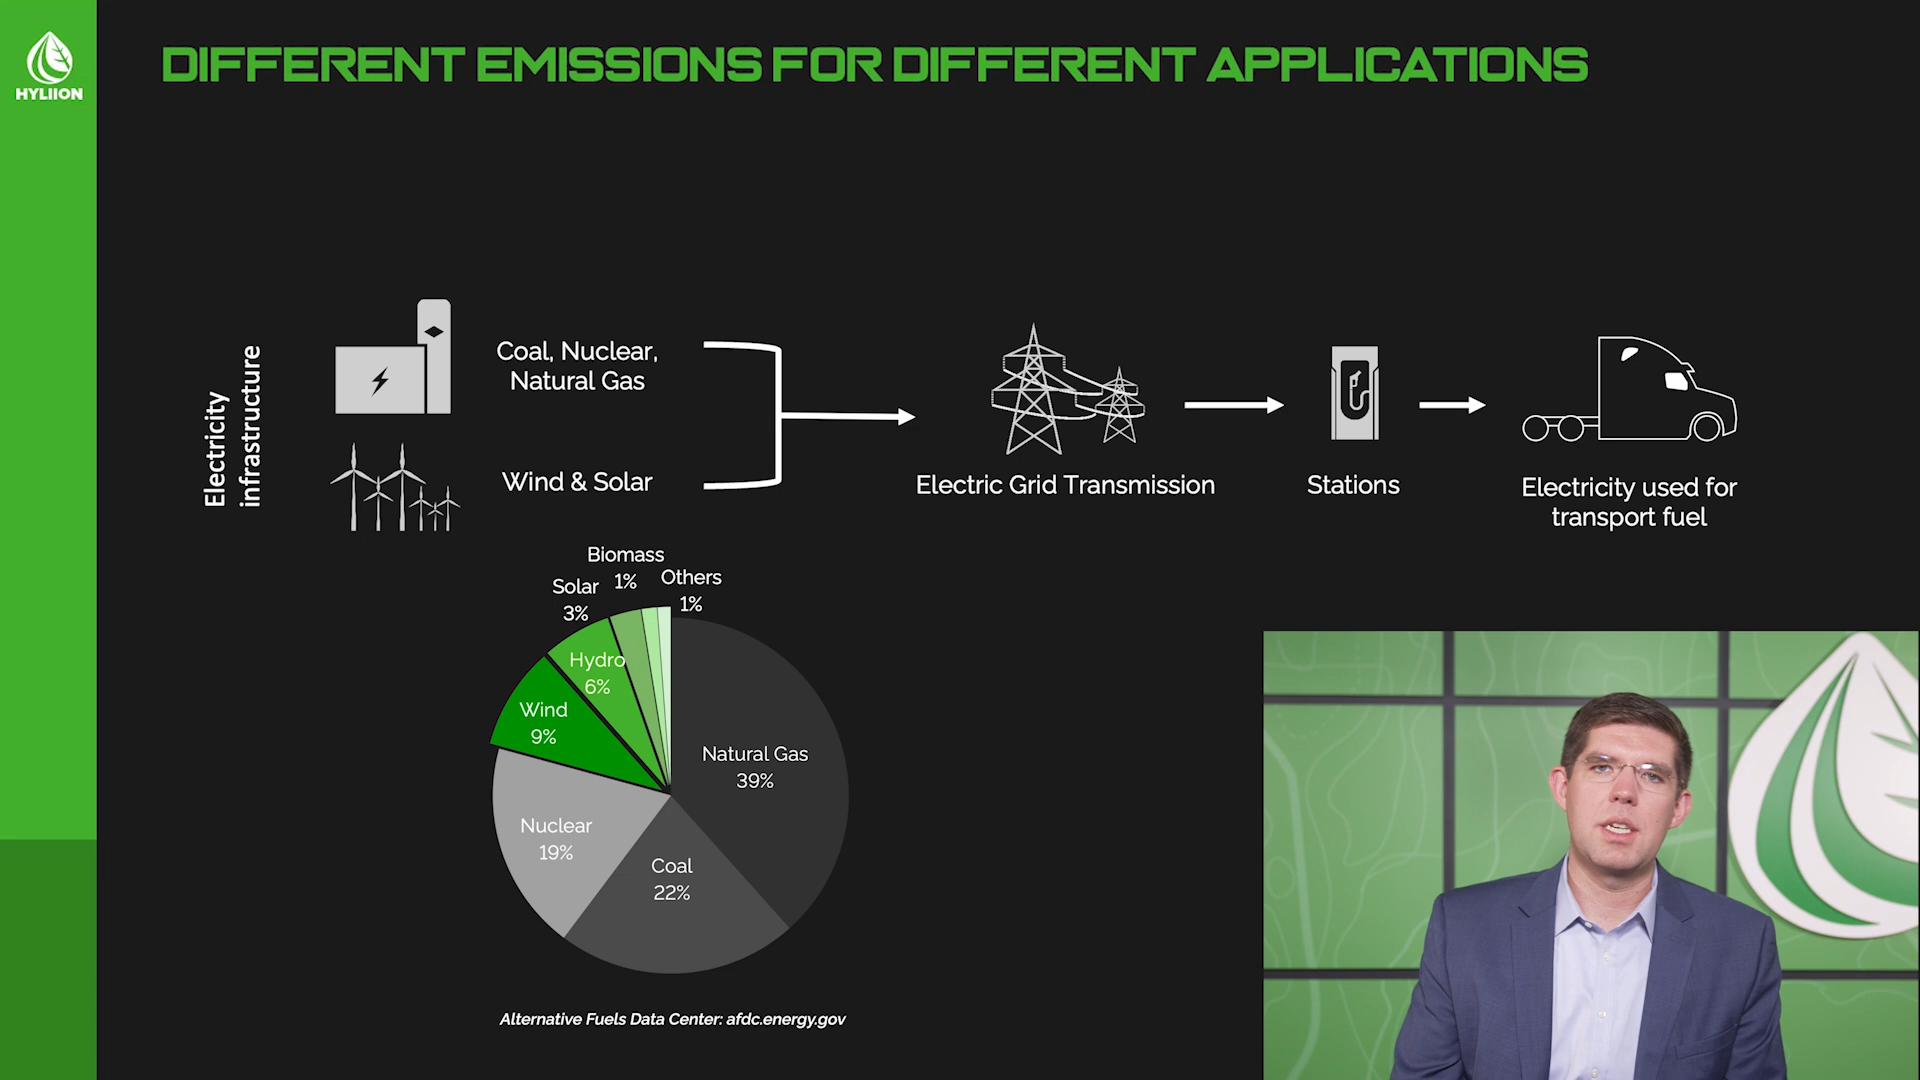 HYLIION
DIFFERENT EMISSIONS FOR DIFFERENT APPLICATIONS
Electricity
infrastructure
Coal, Nuclear,
Natural Gas
Wind & Solar
Electric Grid Transmission
Stations
Electricity used for
transport fuel
Biomass
1%
Others
1%
Solar
3%
Hydro
6%
Wind
9%
Natural Gas
39%
Nuclear
19%
Coal
22%
Alternative Fuels Data Center: afdc.energy.gov